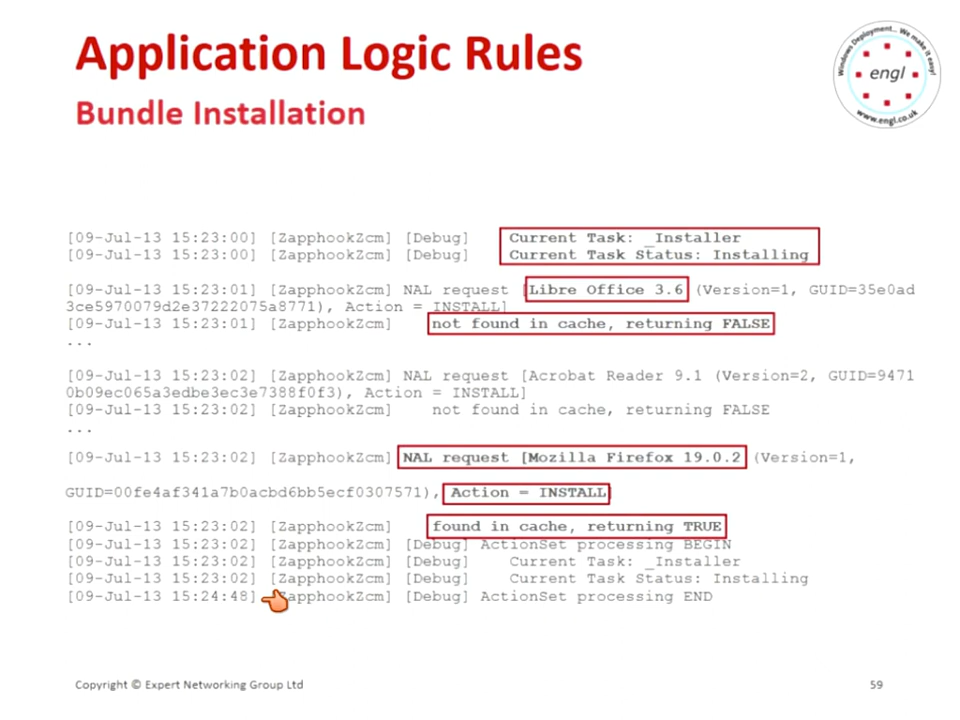 Application Logic Rules
Bundle Installation
Windows Deployment... We make it easy!
engl
www.engl.co.uk
[09-Jul-13 15:23:00] [ZapphookZcm] [Debug] Current Task: _Installer
[09-Jul-13 15:23:00] [ZapphookZcm] [Debug] Current Task Status: Installing
[09-Jul-13 15:23:01] [ZapphookZcm] NAL request [Libre Office 3.6 (Version=1, GUID=35e0ad
3ce5970079d2e37222075a8771), Action = INSTALL]
[09-Jul-13 15:23:01] [ZapphookZcm] not found in cache, returning FALSE
...
[09-Jul-13 15:23:02] [ZapphookZcm] NAL request [Acrobat Reader 9.1 (Version=2, GUID=9471
0b09ec065a3edbe3ec3e7388f0f3), Action = INSTALL]
[09-Jul-13 15:23:02] [ZapphookZcm] not found in cache, returning FALSE
...
[09-Jul-13 15:23:02] [ZapphookZcm] NAL request [Mozilla Firefox 19.0.2 (Version=1,
GUID=00fe4af341a7b0acbd6bb5ecf0307571), Action = INSTALL]
[09-Jul-13 15:23:02] [ZapphookZcm] found in cache, returning TRUE
[09-Jul-13 15:23:02] [ZapphookZcm] [Debug] ActionSet processing BEGIN
[09-Jul-13 15:23:02] [ZapphookZcm] [Debug] Current Task: _Installer
[09-Jul-13 15:23:02] [ZapphookZcm] [Debug] Current Task Status: Installing
[09-Jul-13 15:24:48] [ZapphookZcm] [Debug] ActionSet processing END
Copyright © Expert Networking Group Ltd
59